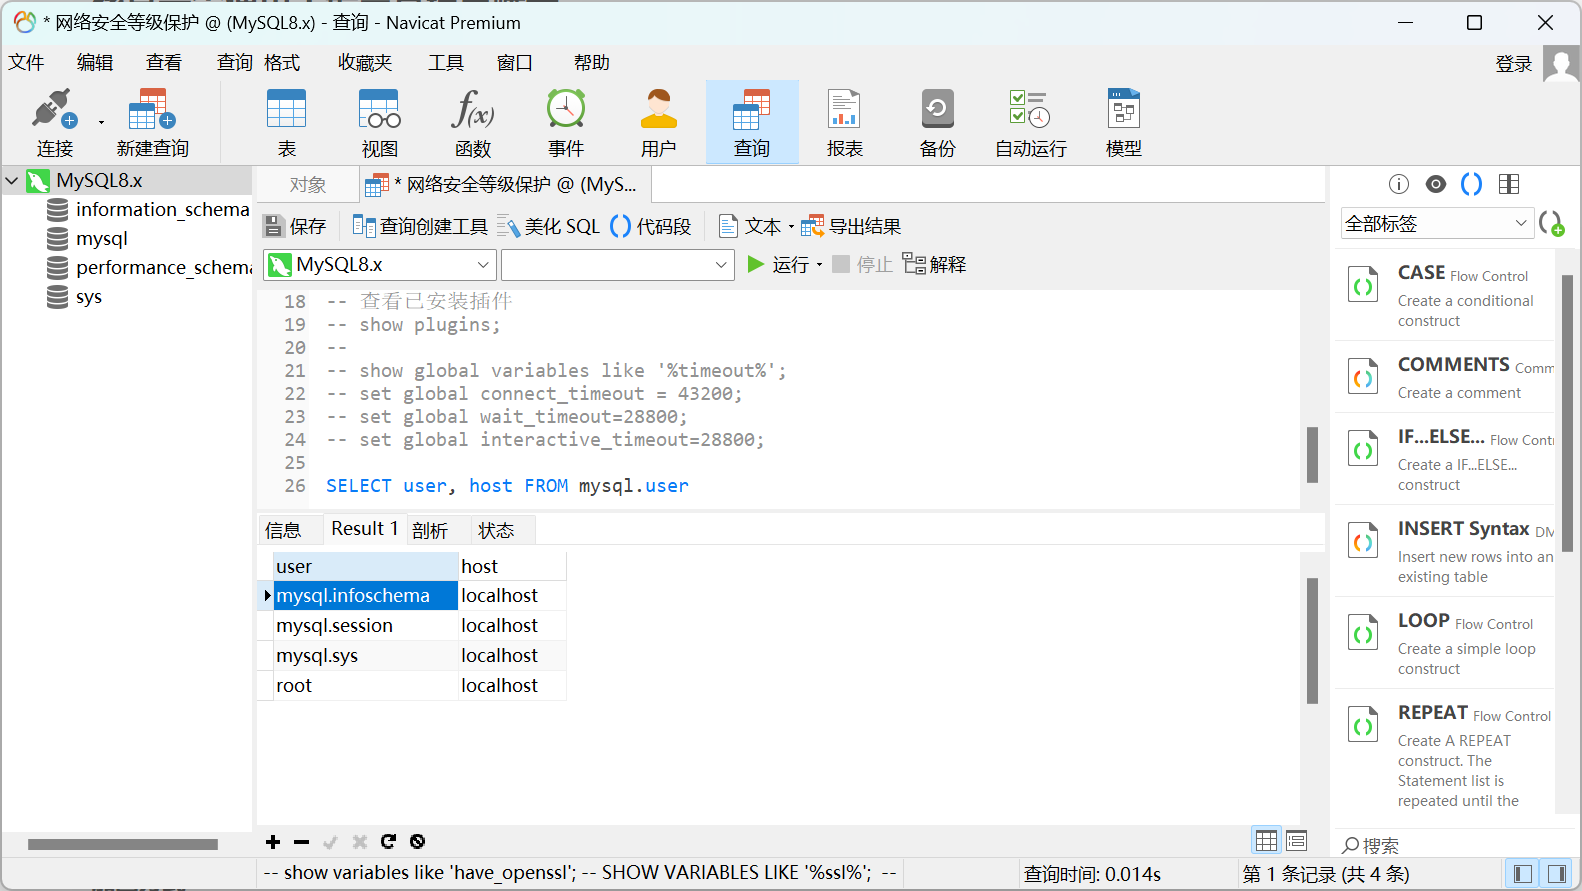 * 网络安全等级保护 @ (MySQL8.x) - 查询 - Navicat Premium
文件 编辑 查看 查询 格式 收藏夹 工具 窗口 帮助 登录
连接 新建查询 表 视图 函数 事件 用户 查询 报表 备份 自动运行 模型
MySQL8.x
information_schema
mysql
performance_schema
sys
对象 * 网络安全等级保护 @ (MyS...
保存 查询创建工具 美化 SQL 代码段 文本 导出结果
MySQL8.x 运行 停止 解释
18 -- 查看已安装插件
19 -- show plugins;
20 --
21 -- show global variables like '%timeout%';
22 -- set global connect_timeout = 43200;
23 -- set global wait_timeout=28800;
24 -- set global interactive_timeout=28800;
25
26 SELECT user, host FROM mysql.user
信息 Result 1 剖析 状态
user host
mysql.infoschema localhost
mysql.session localhost
mysql.sys localhost
root localhost
全部标签
CASE Flow Control
Create a conditional
construct
COMMENTS Comm
Create a comment
IF...ELSE... Flow Contr
Create a IF...ELSE...
construct
INSERT Syntax DM
Insert new rows into an
existing table
LOOP Flow Control
Create a simple loop
construct
REPEAT Flow Control
Create A REPEAT
construct. The
Statement list is
repeated until the
搜索
-- show variables like 'have_openssl'; -- SHOW VARIABLES LIKE '%ssl%'; --
查询时间: 0.014s
第 1 条记录 (共 4 条)